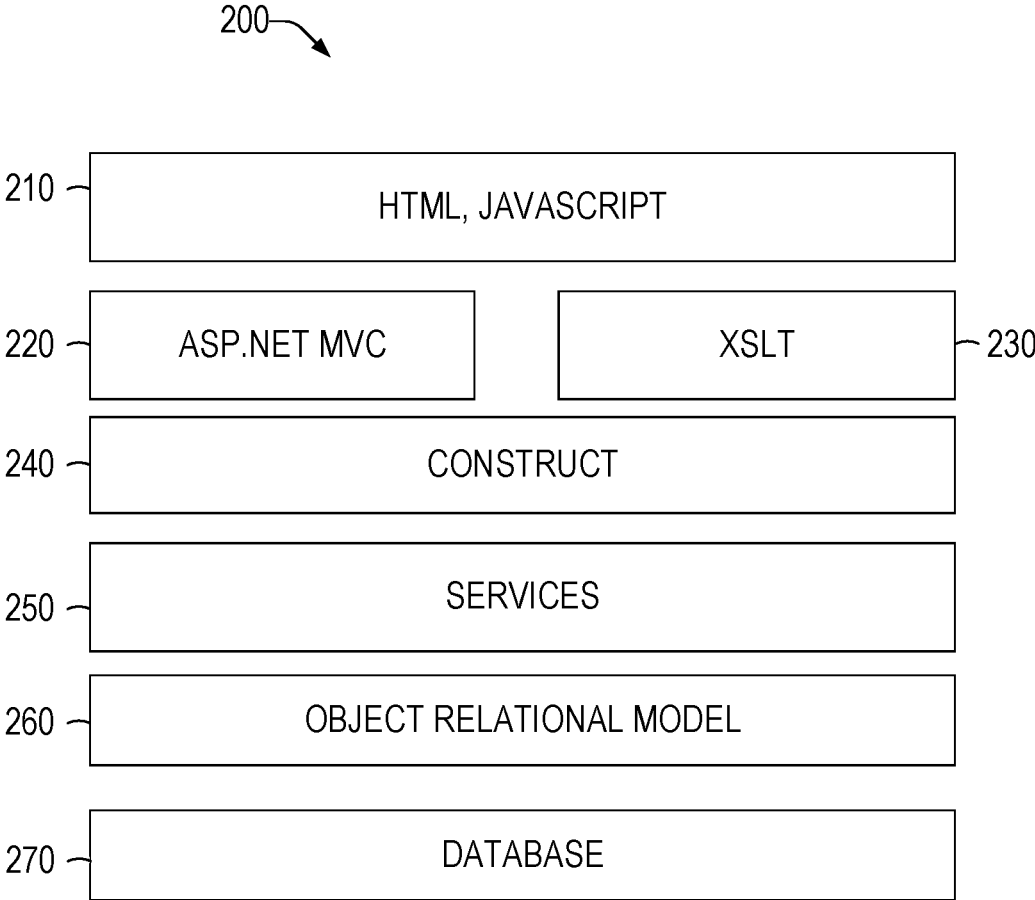 200
210
HTML, JAVASCRIPT
220
ASP.NET MVC
XSLT
230
240
CONSTRUCT
250
SERVICES
260
OBJECT RELATIONAL MODEL
270
DATABASE